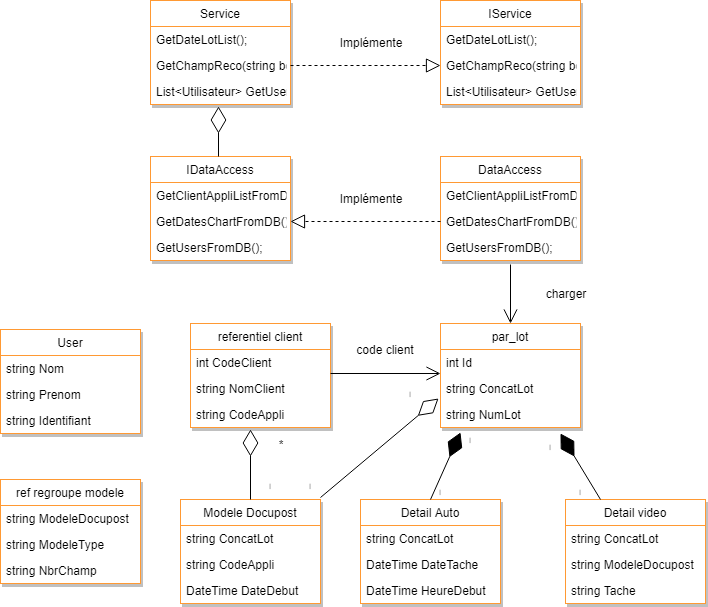 Service
GetDateLotList();
GetChampReco(string b
List<Utilisateur> GetUse
Implémente
IService
GetDateLotList();
GetChampReco(string b
List<Utilisateur> GetUse
IDataAccess
GetClientAppliListFromD
GetDatesChartFromDB()
GetUsersFromDB();
Implémente
DataAccess
GetClientAppliListFromD
GetDatesChartFromDB()
GetUsersFromDB();
charger
User
string Nom
string Prenom
string Identifiant
referentiel client
int CodeClient
string NomClient
string CodeAppli
code client
par_lot
int Id
string ConcatLot
string NumLot
*
ref regroupe modele
string ModeleDocupost
string ModeleType
string NbrChamp
Modele Docupost
string ConcatLot
string CodeAppli
DateTime DateDebut
Detail Auto
string ConcatLot
DateTime DateTache
DateTime HeureDebut
Detail video
string ConcatLot
string ModeleDocupost
string Tache